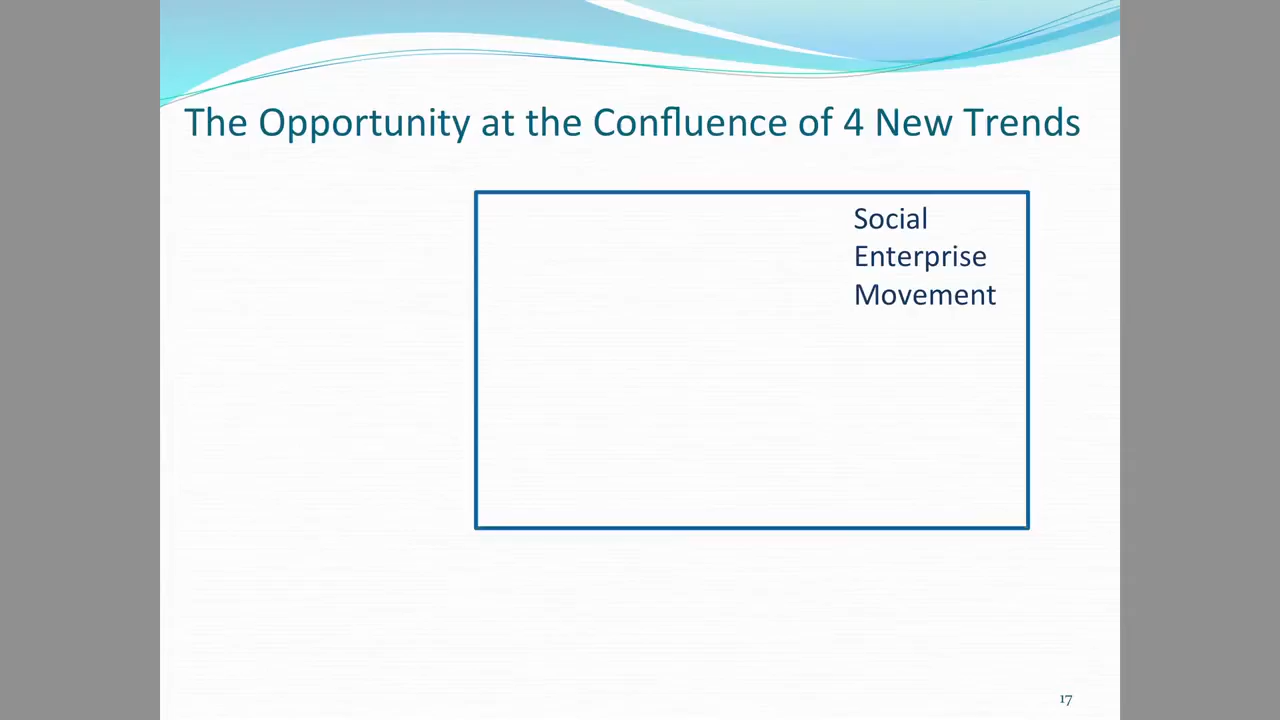 The Opportunity at the Confluence of 4 New Trends
Social
Enterprise
Movement
17